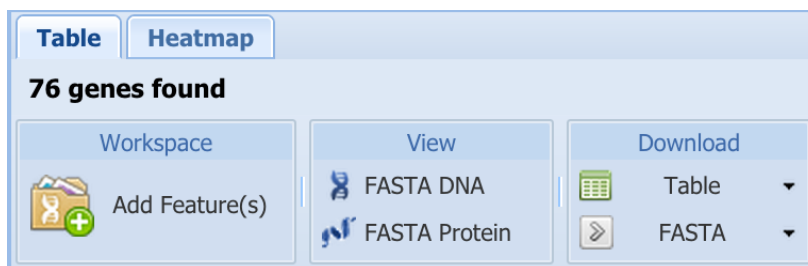 Table Heatmap
76 genes found
Workspace View Download
Add Feature(s)
FASTA DNA
FASTA Protein
Table
FASTA